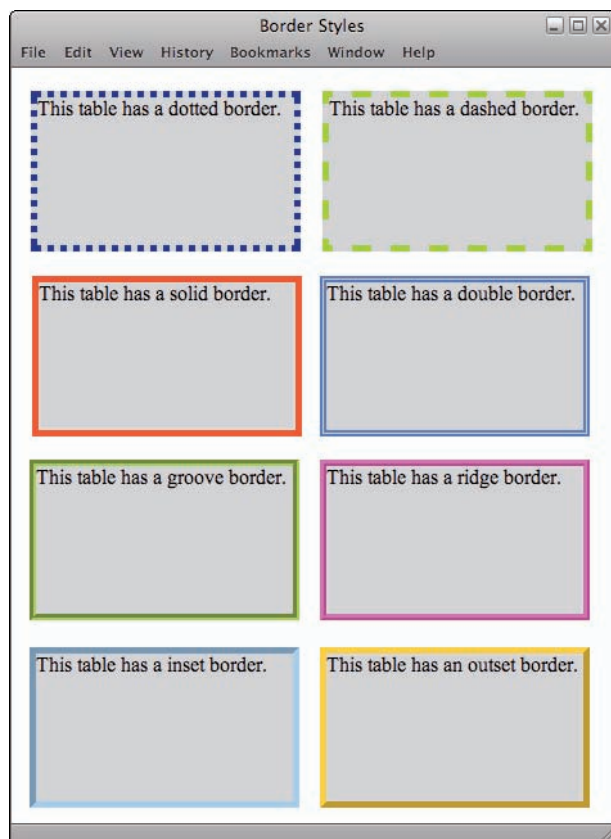 Border Styles
File Edit View History Bookmarks Window Help
This table has a dotted border.
This table has a dashed border.
This table has a solid border.
This table has a double border.
This table has a groove border.
This table has a ridge border.
This table has a inset border.
This table has an outset border.